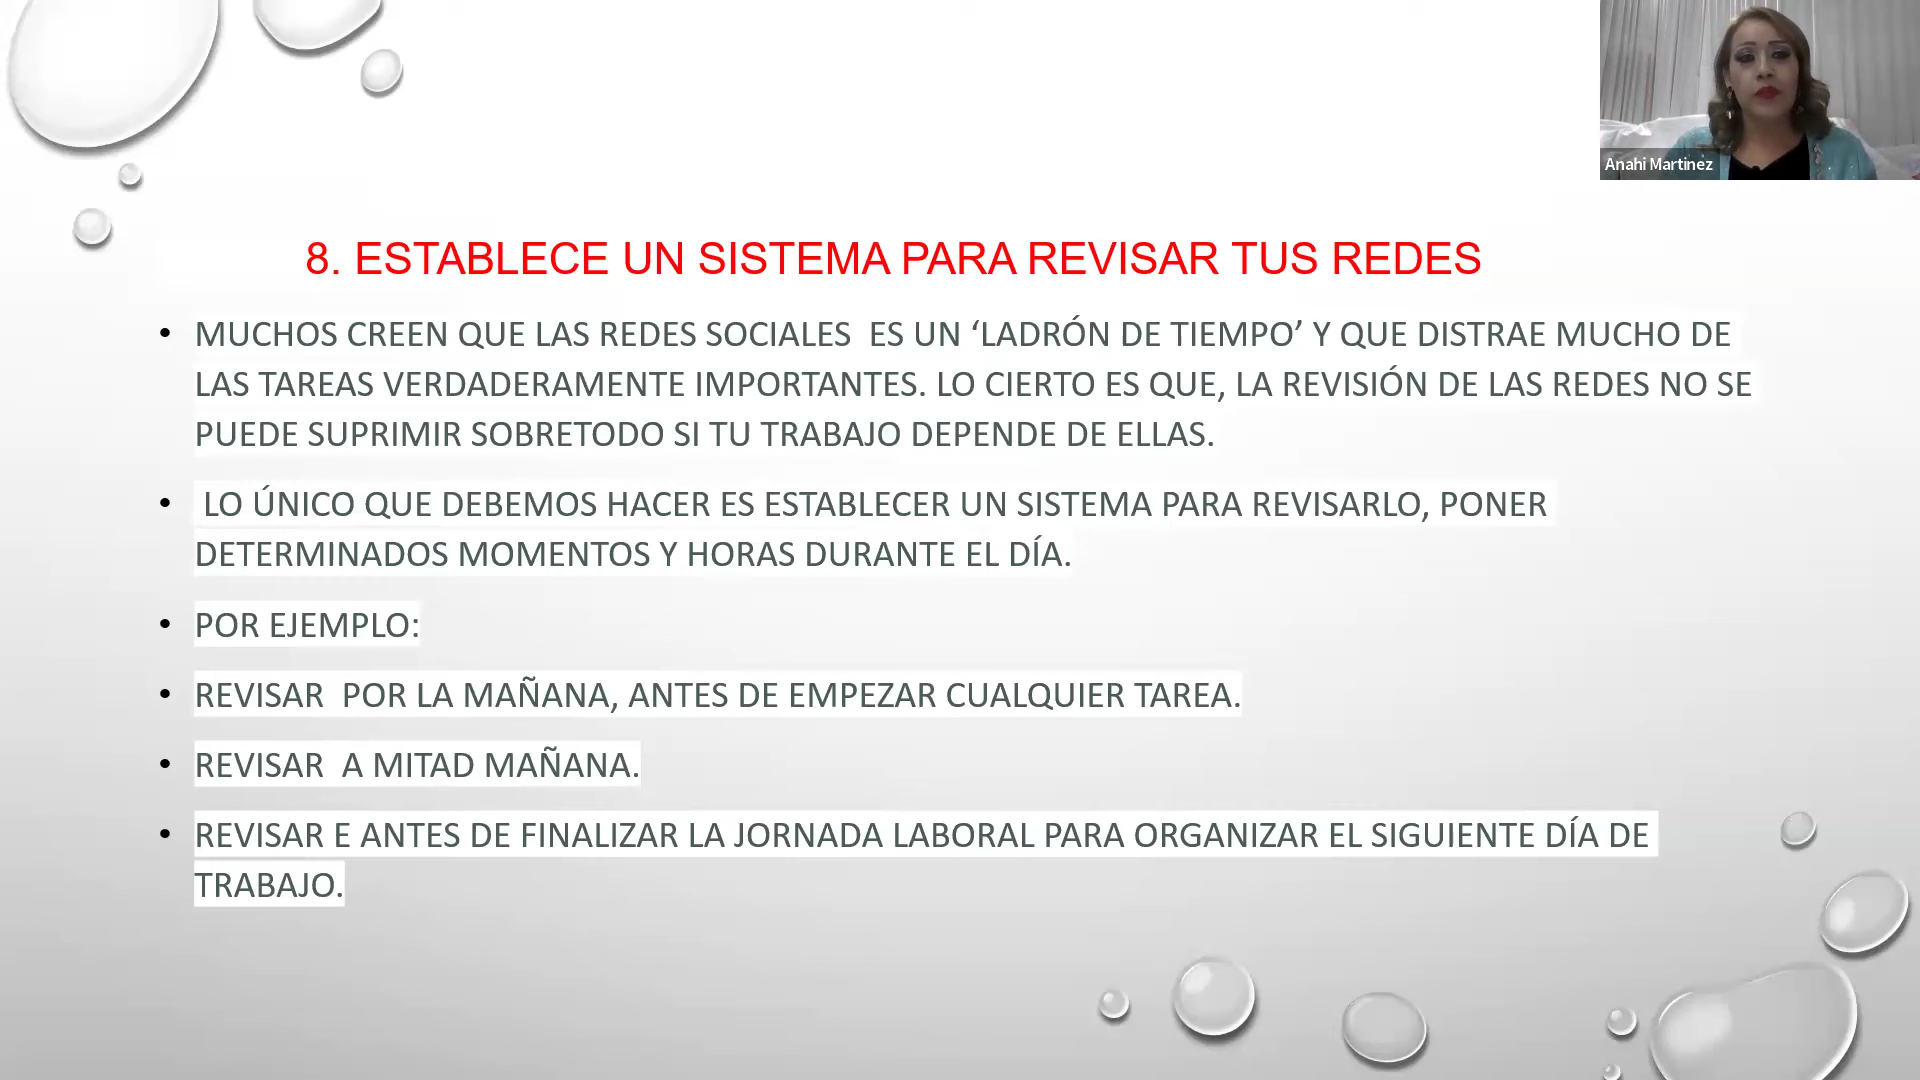 Anahi Martinez
8. ESTABLECE UN SISTEMA PARA REVISAR TUS REDES
• MUCHOS CREEN QUE LAS REDES SOCIALES  ES UN ‘LADRÓN DE TIEMPO’ Y QUE DISTRAE MUCHO DE
LAS TAREAS VERDADERAMENTE IMPORTANTES. LO CIERTO ES QUE, LA REVISIÓN DE LAS REDES NO SE
PUEDE SUPRIMIR SOBRETODO SI TU TRABAJO DEPENDE DE ELLAS.
• LO ÚNICO QUE DEBEMOS HACER ES ESTABLECER UN SISTEMA PARA REVISARLO, PONER
DETERMINADOS MOMENTOS Y HORAS DURANTE EL DÍA.
• POR EJEMPLO:
• REVISAR  POR LA MAÑANA, ANTES DE EMPEZAR CUALQUIER TAREA.
• REVISAR  A MITAD MAÑANA.
• REVISAR E ANTES DE FINALIZAR LA JORNADA LABORAL PARA ORGANIZAR EL SIGUIENTE DÍA DE
TRABAJO.